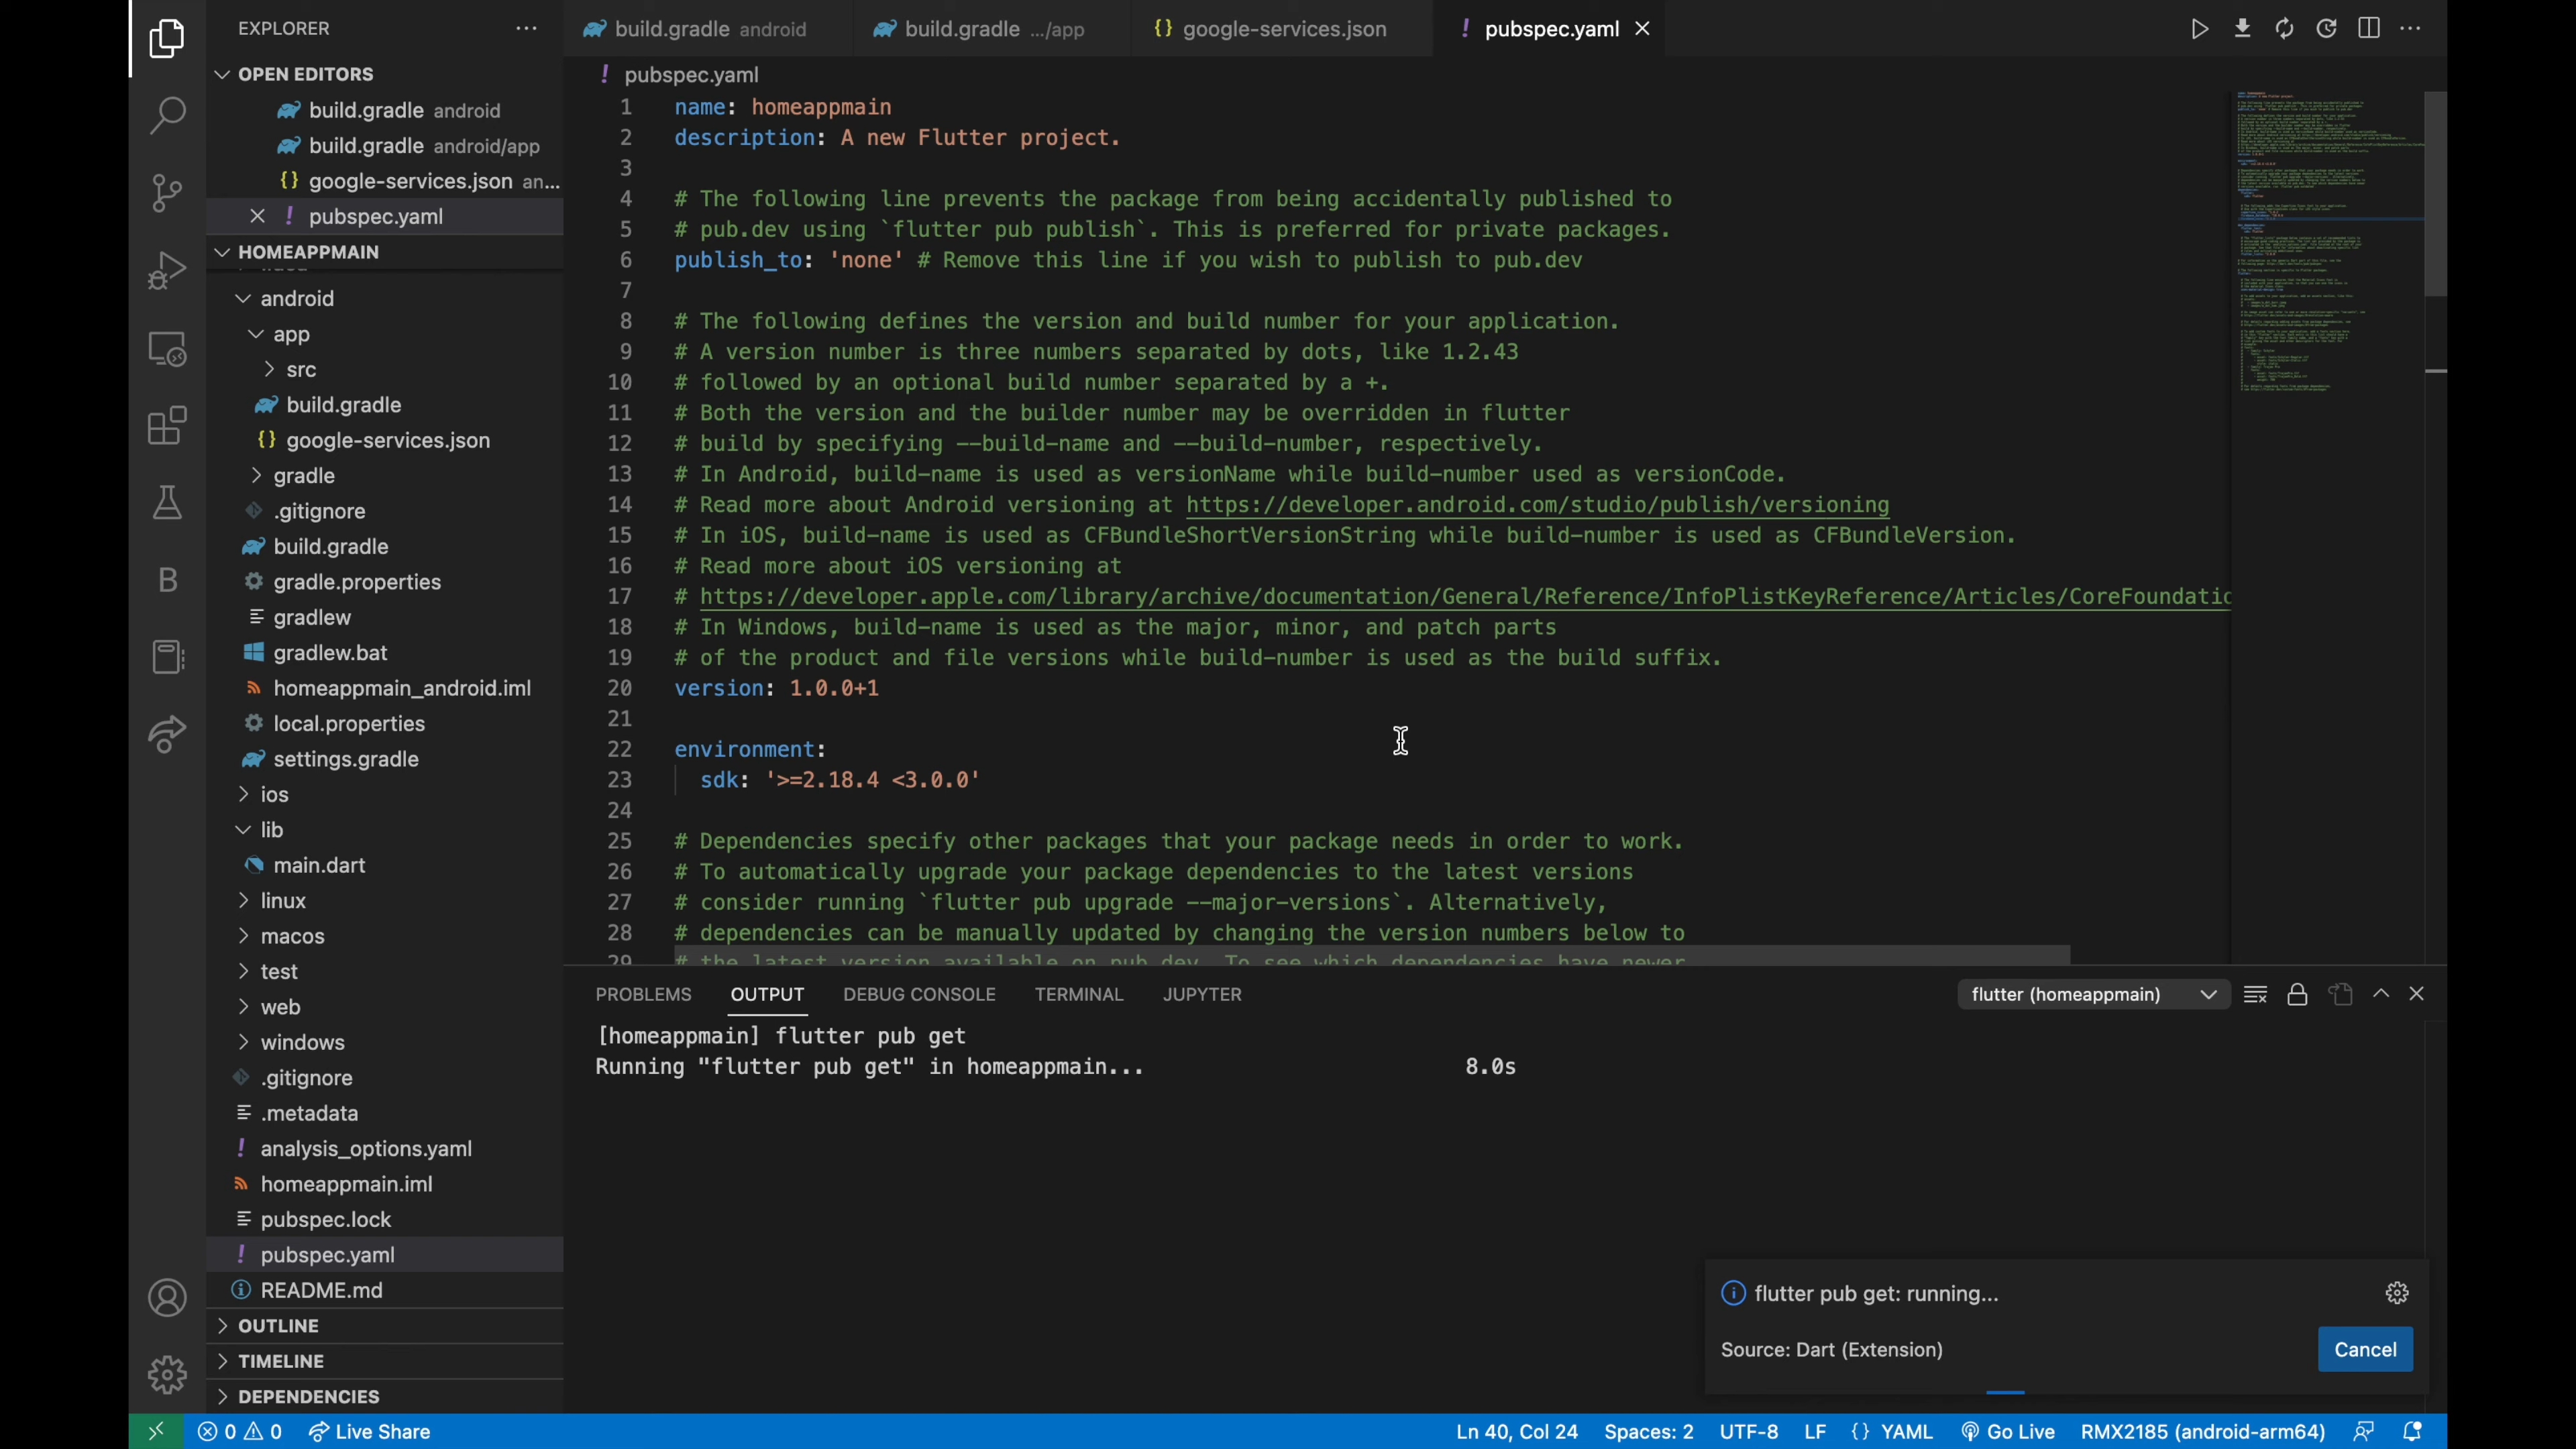 EXPLORER
OPEN EDITORS
build.gradle android
build.gradle android/app
google-services.json an...
pubspec.yaml
HOMEAPPMAIN
android
app
src
build.gradle
google-services.json
gradle
.gitignore
build.gradle
gradle.properties
gradlew
gradlew.bat
homeappmain_android.iml
local.properties
settings.gradle
ios
lib
main.dart
linux
macos
test
web
windows
.gitignore
.metadata
analysis_options.yaml
homeappmain.iml
pubspec.lock
pubspec.yaml
README.md
OUTLINE
TIMELINE
DEPENDENCIES
build.gradle android
build.gradle .../app
google-services.json
pubspec.yaml
pubspec.yaml
1 name: homeappmain
2 description: A new Flutter project.
3
4 # The following line prevents the package from being accidentally published to
5 # pub.dev using `flutter pub publish`. This is preferred for private packages.
6 publish_to: 'none' # Remove this line if you wish to publish to pub.dev
7
8 # The following defines the version and build number for your application.
9 # A version number is three numbers separated by dots, like 1.2.43
10 # followed by an optional build number separated by a +.
11 # Both the version and the builder number may be overridden in flutter
12 # build by specifying --build-name and --build-number, respectively.
13 # In Android, build-name is used as versionName while build-number used as versionCode.
14 # Read more about Android versioning at https://developer.android.com/studio/publish/versioning
15 # In iOS, build-name is used as CFBundleShortVersionString while build-number is used as CFBundleVersion.
16 # Read more about iOS versioning at
17 # https://developer.apple.com/library/archive/documentation/General/Reference/InfoPlistKeyReference/Articles/CoreFoundatio
18 # In Windows, build-name is used as the major, minor, and patch parts
19 # of the product and file versions while build-number is used as the build suffix.
20 version: 1.0.0+1
21
22 environment:
23 sdk: '>=2.18.4 <3.0.0'
24
25 # Dependencies specify other packages that your package needs in order to work.
26 # To automatically upgrade your package dependencies to the latest versions
27 # consider running `flutter pub upgrade --major-versions`. Alternatively,
28 # dependencies can be manually updated by changing the version numbers below to
29 # the latest version available on pub.dev. To see which dependencies have newer
PROBLEMS OUTPUT DEBUG CONSOLE TERMINAL JUPYTER
flutter (homeappmain)
[homeappmain] flutter pub get
Running "flutter pub get" in homeappmain... 8.0s
flutter pub get: running...
Source: Dart (Extension)
Cancel
0 0 Live Share
Ln 40, Col 24 Spaces: 2 UTF-8 LF {} YAML Go Live RMX2185 (android-arm64)